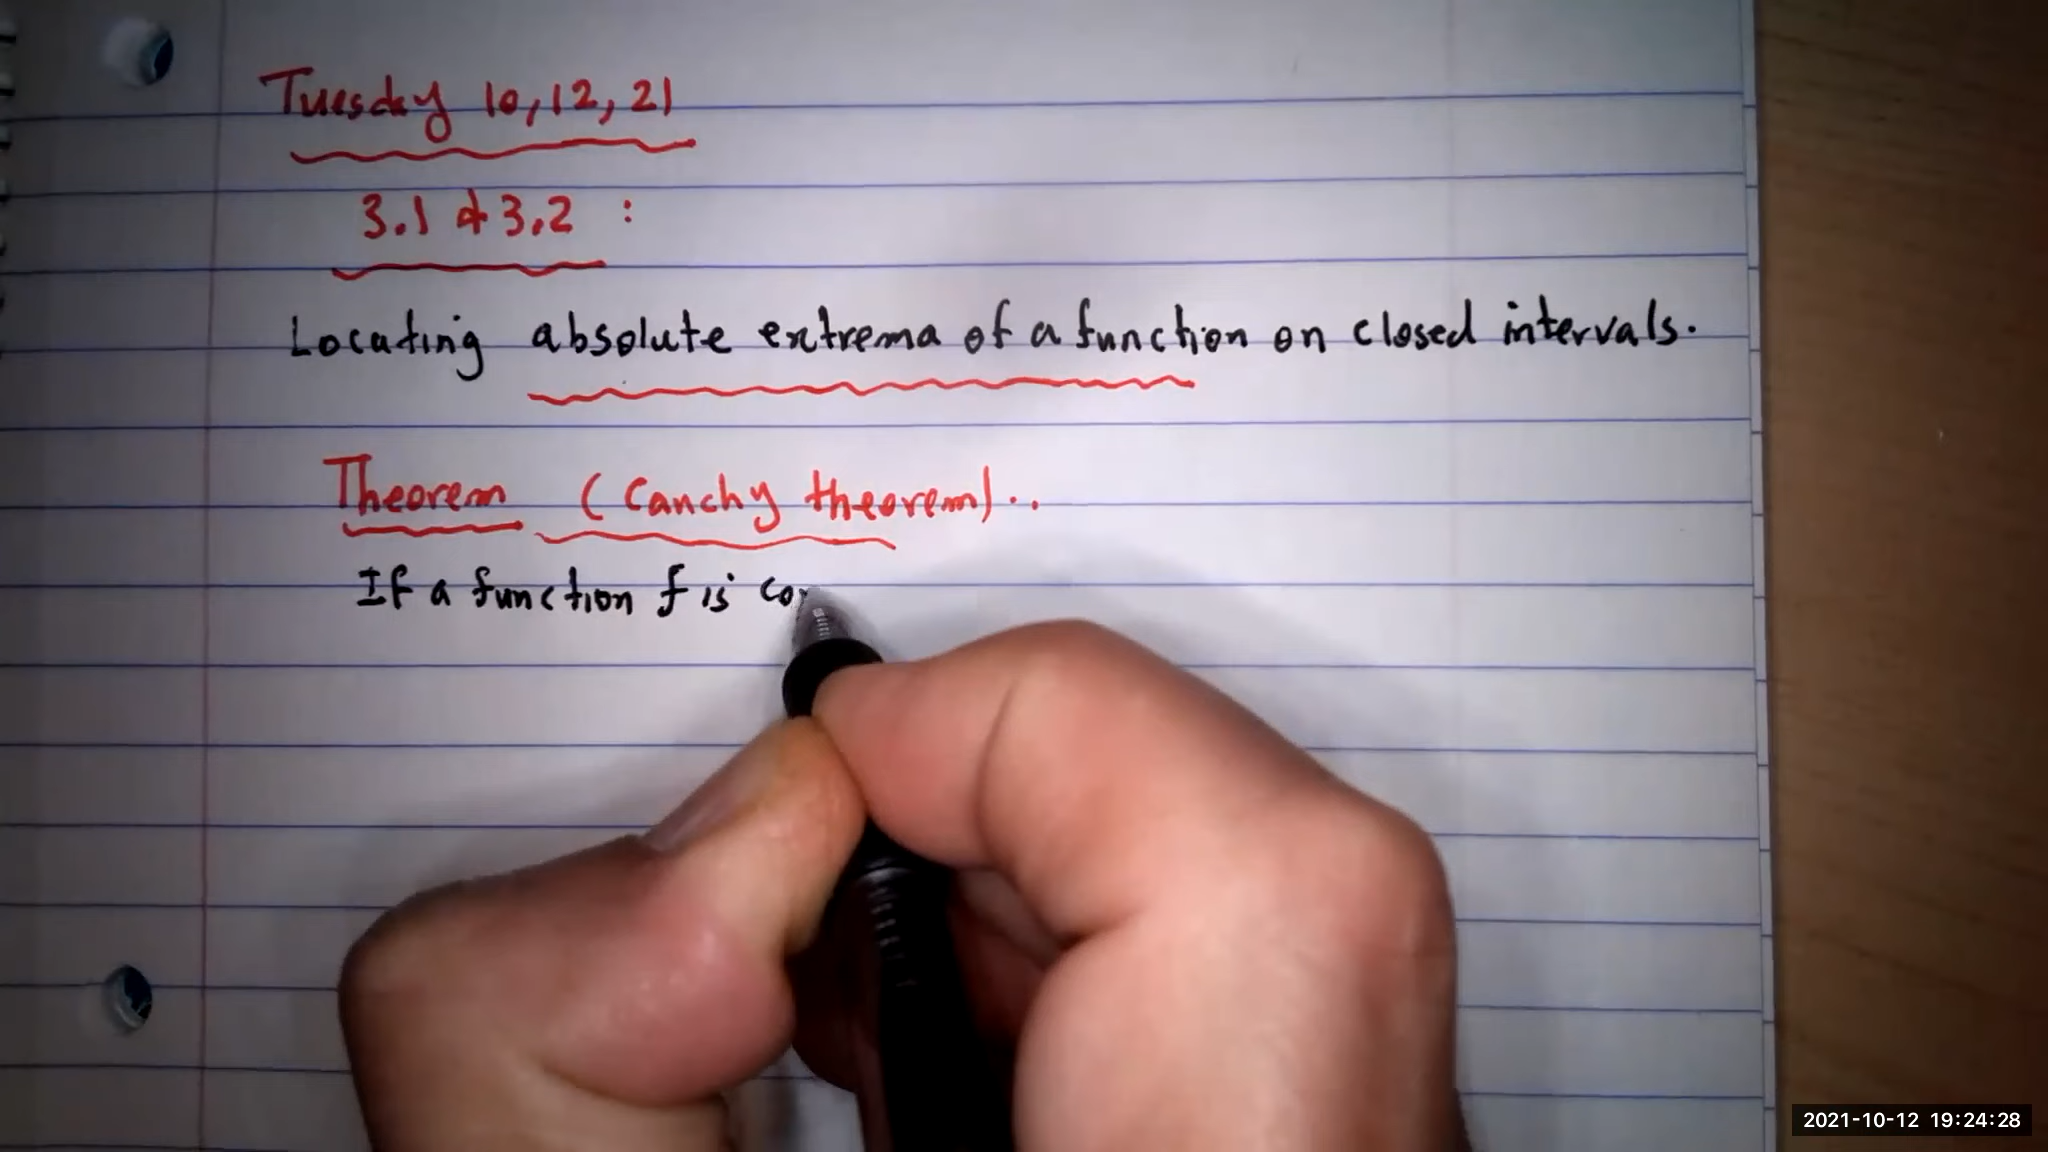 Tuesday 10,12,21
3.1 & 3.2 :
Locating absolute extrema of a function on closed intervals.
Theorem (Cauchy theorem)..
If a function f is con
2021-10-12 19:24:28